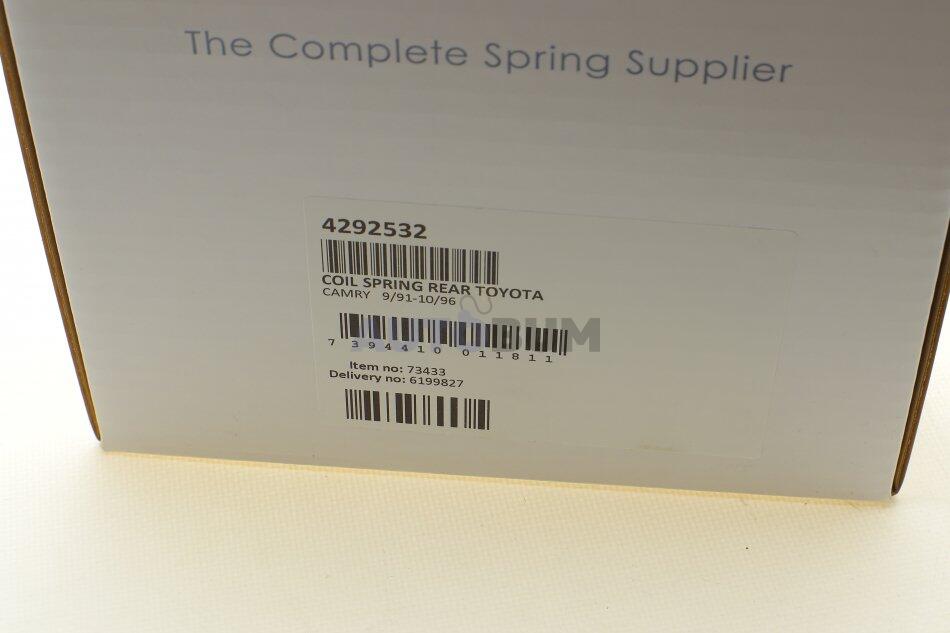 The Complete Spring Supplier
4292532
COIL SPRING REAR TOYOTA
CAMRY 9/91-10/96
AUTOBUM
7 394410 011811
Item no: 73433
Delivery no: 6199827